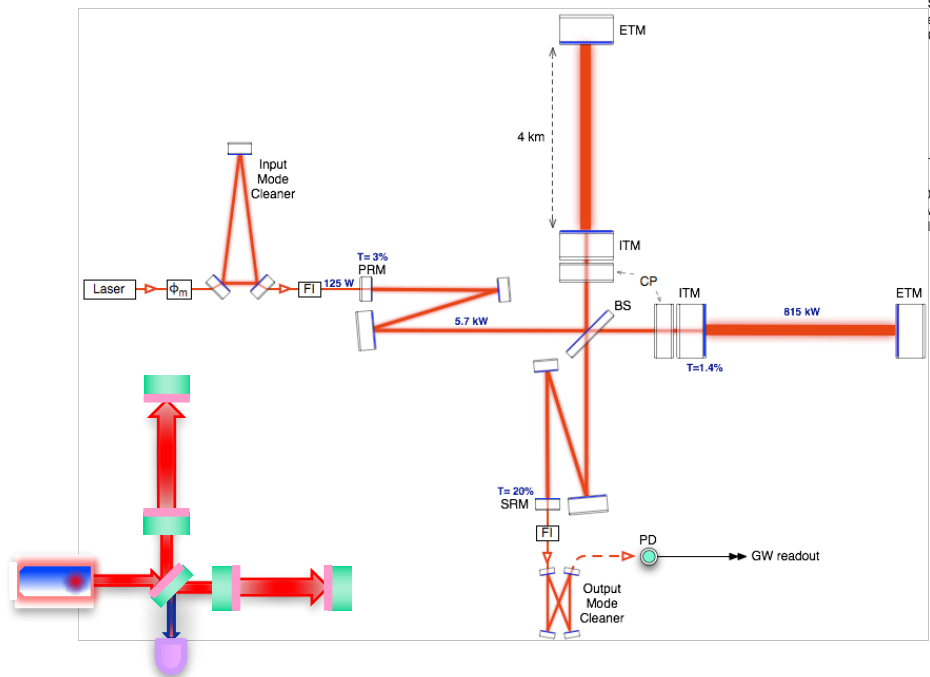 ETM
4 km
Input
Mode
Cleaner
ITM
T= 3%
PRM
CP
Laser
ϕm
FI
125 W
BS
ITM
ETM
5.7 kW
815 kW
T=1.4%
T= 20%
SRM
FI
PD
GW readout
Output
Mode
Cleaner